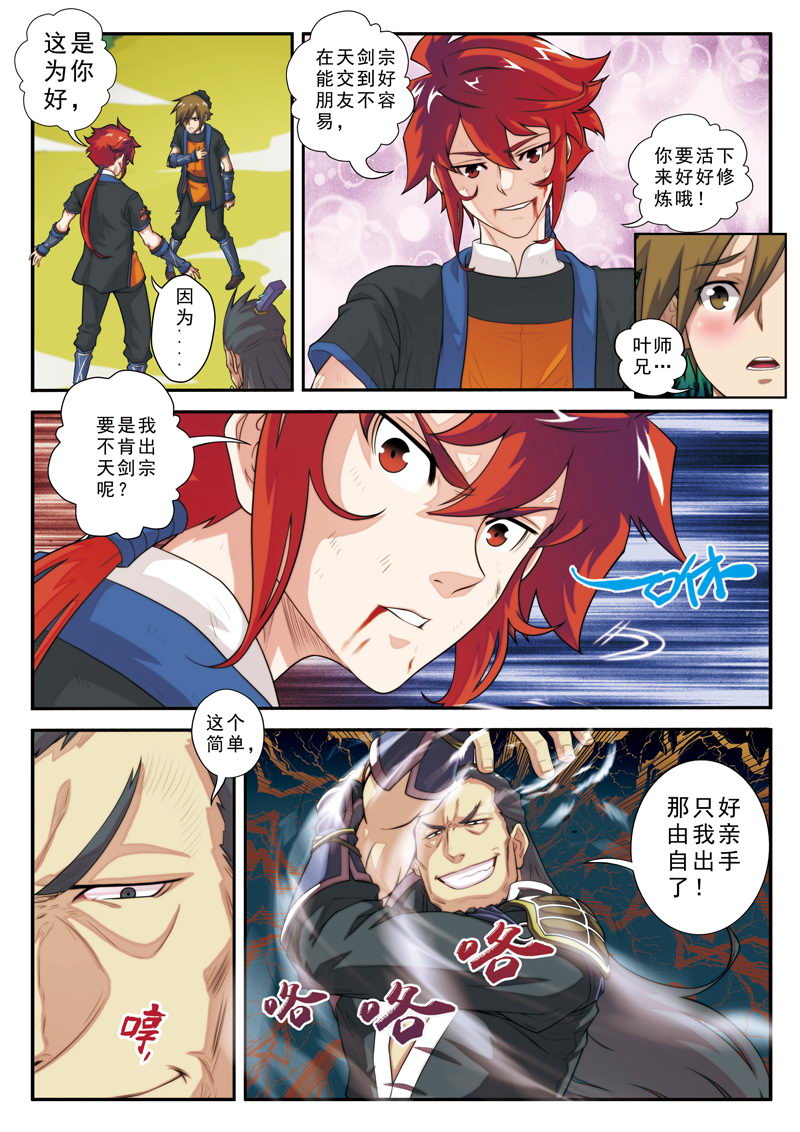 这是
为你
好，
在天剑宗
能交到好
朋友不容
易，
你要活下
来好好修
炼哦！
叶师
兄…
因为
····
要是我
不肯出
天剑宗
呢？
咻
这个
简单，
哼，
那只好
由我亲
自出手
了！
咯
咯
咯